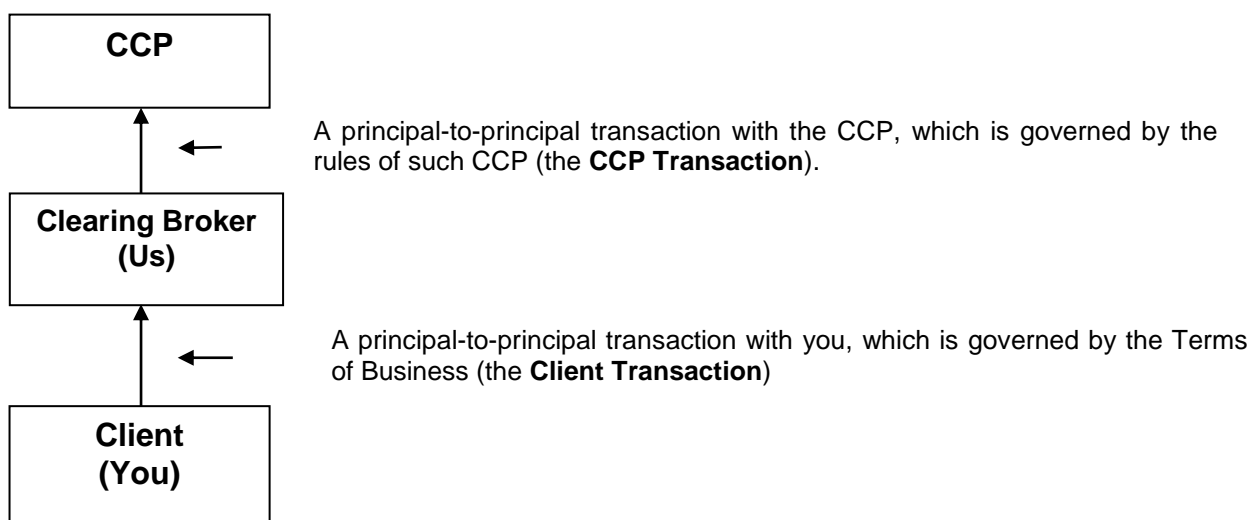 CCP
A principal-to-principal transaction with the CCP, which is governed by the
rules of such CCP (the CCP Transaction).
Clearing Broker
(Us)
A principal-to-principal transaction with you, which is governed by the Terms
of Business (the Client Transaction)
Client
(You)